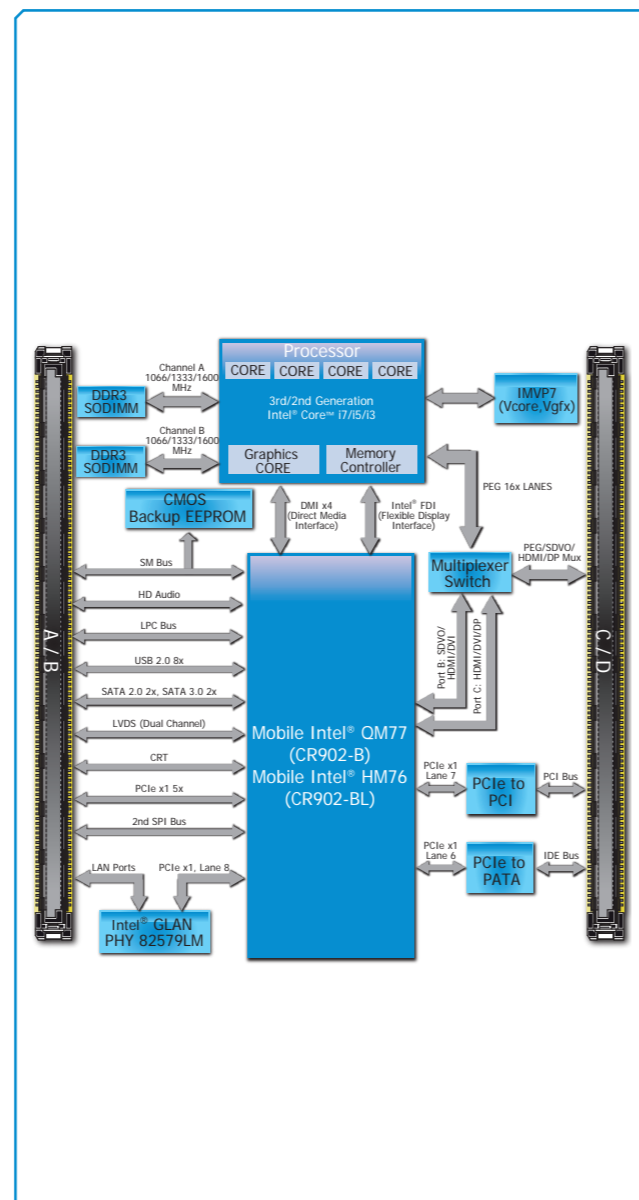 Processor
CORE CORE CORE CORE
3rd/2nd Generation
Intel® Core™ i7/i5/i3
Graphics
CORE
Memory
Controller
Channel A
1066/1333/1600
MHz
DDR3
SODIMM
Channel B
1066/1333/1600
MHz
DDR3
SODIMM
IMVP7
(Vcore,Vgfx)
CMOS
Backup EEPROM
DMI x4
(Direct Media
Interface)
Intel® FDI
(Flexible Display
Interface)
PEG 16x LANES
Multiplexer
Switch
PEG/SDVO/
HDMI/DP Mux
Port B: SDVO/
HDMI/DVI
Port C: HDMI/DVI/DP
A / B
C / D
SM Bus
HD Audio
LPC Bus
USB 2.0 8x
SATA 2.0 2x, SATA 3.0 2x
LVDS (Dual Channel)
CRT
PCIe x1 5x
2nd SPI Bus
LAN Ports
PCIe x1, Lane 8
Intel® GLAN
PHY 82579LM
Mobile Intel® QM77
(CR902-B)
Mobile Intel® HM76
(CR902-BL)
PCIe x1
Lane 7
PCIe to
PCI
PCI Bus
PCIe x1
Lane 6
PCIe to
PATA
IDE Bus